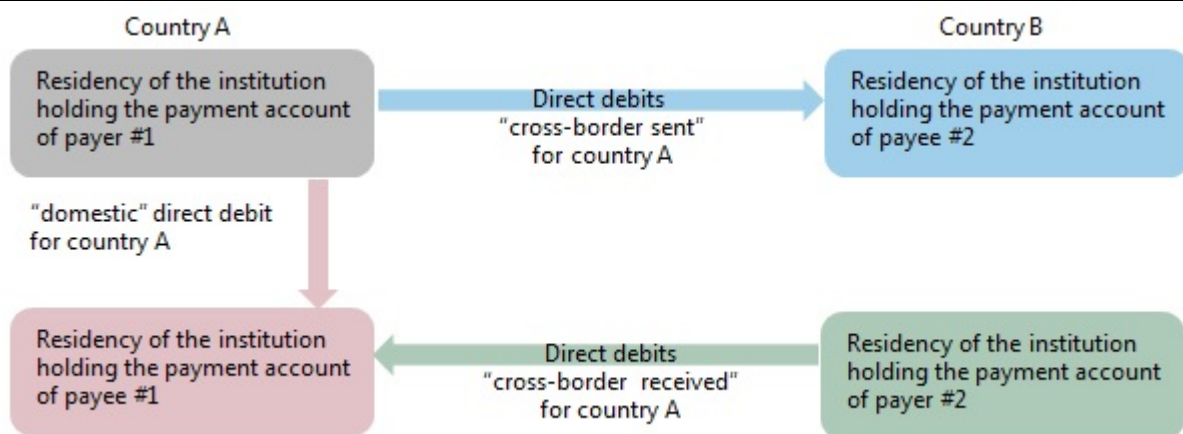 Country A
Country B
Residency of the institution
holding the payment account
of payer #1
Direct debits
“cross-border sent”
for country A
Residency of the institution
holding the payment account
of payee #2
“domestic” direct debit
for country A
Residency of the institution
holding the payment account
of payee #1
Direct debits
“cross-border received”
for country A
Residency of the institution
holding the payment account
of payer #2